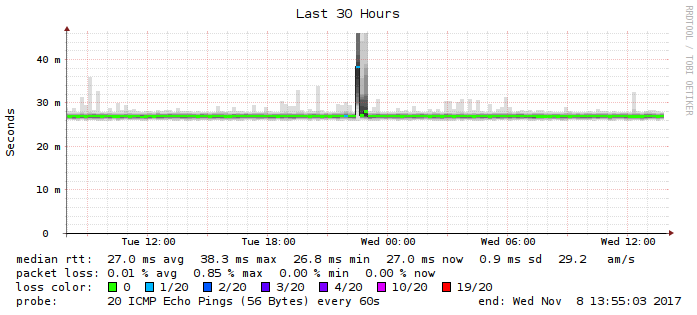 Last 30 Hours
RRDTOOL / TOBI OETIKER
Seconds
40 m
30 m
20 m
10 m
0
Tue 12:00 Tue 18:00 Wed 00:00 Wed 06:00 Wed 12:00
median rtt: 27.0 ms avg 38.3 ms max 26.8 ms min 27.0 ms now 0.9 ms sd 29.2 am/s
packet loss: 0.01 % avg 0.85 % max 0.00 % min 0.00 % now
loss color: 0 1/20 2/20 3/20 4/20 10/20 19/20
probe: 20 ICMP Echo Pings (56 Bytes) every 60s end: Wed Nov 8 13:55:03 2017